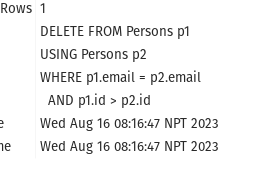 Rows 1
DELETE FROM Persons p1
USING Persons p2
WHERE p1.email = p2.email
AND p1.id > p2.id
e Wed Aug 16 08:16:47 NPT 2023
ne Wed Aug 16 08:16:47 NPT 2023